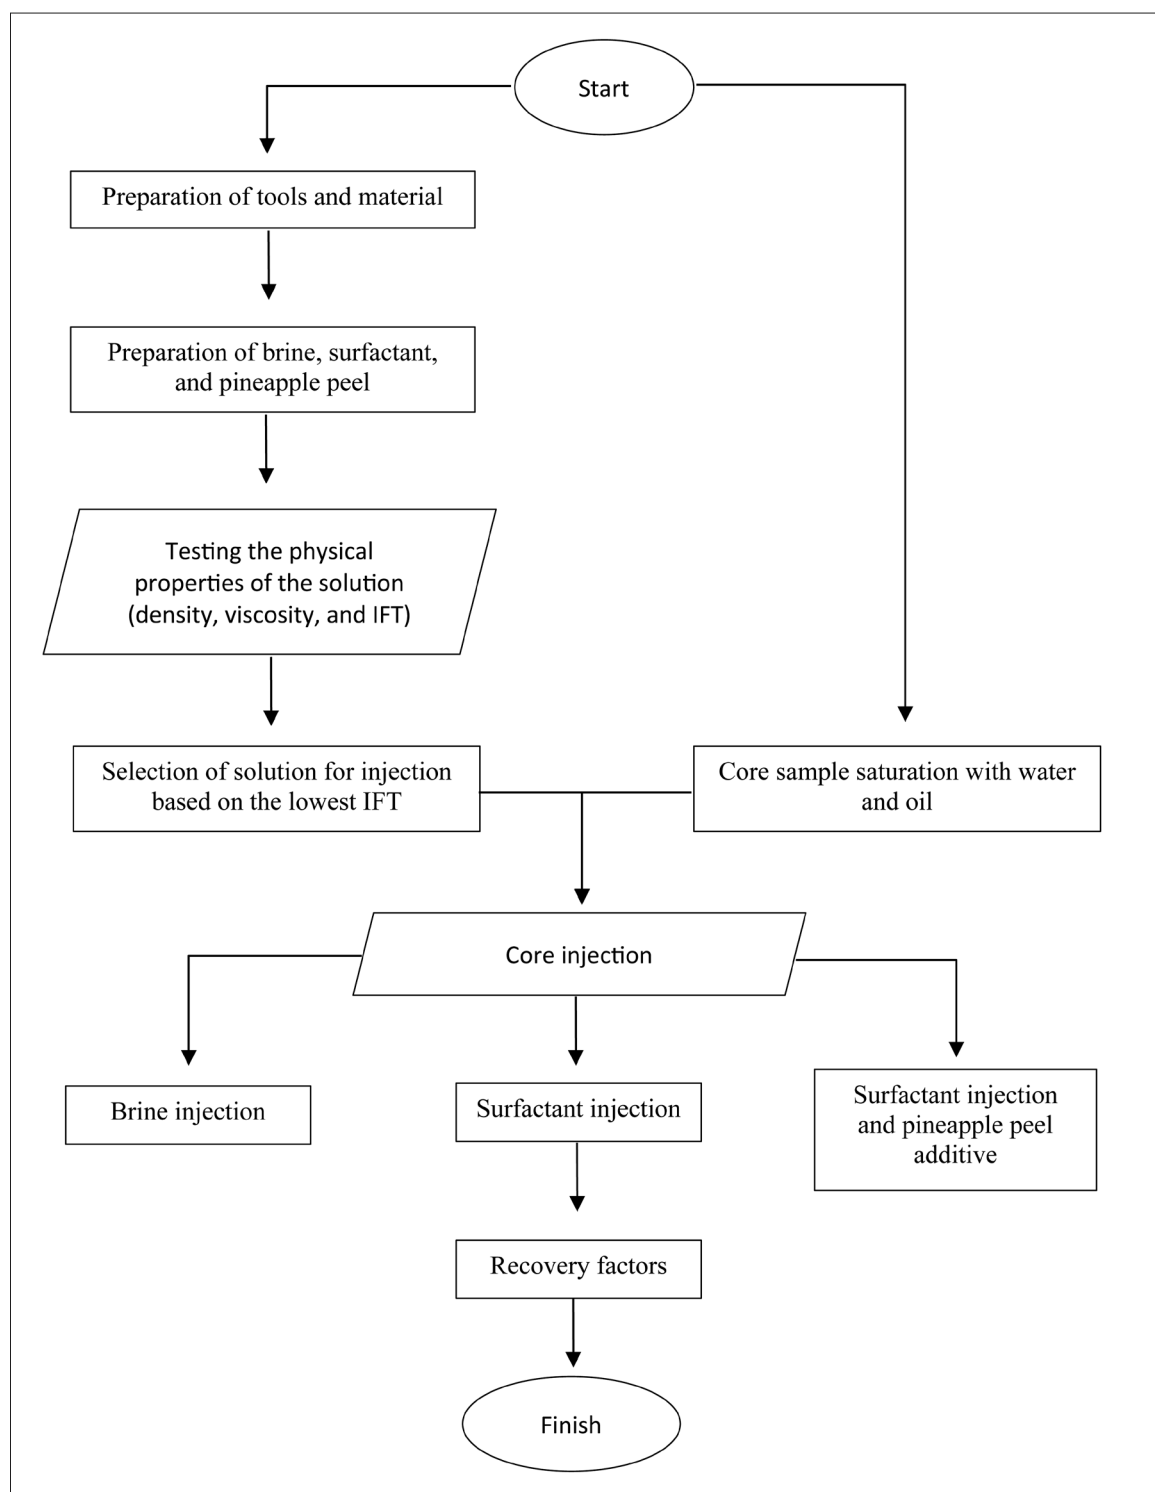 Start
Preparation of tools and material
Preparation of brine, surfactant,
and pineapple peel
Testing the physical
properties of the solution
(density, viscosity, and IFT)
Selection of solution for injection
based on the lowest IFT
Core sample saturation with water
and oil
Core injection
Brine injection
Surfactant injection
Surfactant injection
and pineapple peel
additive
Recovery factors
Finish